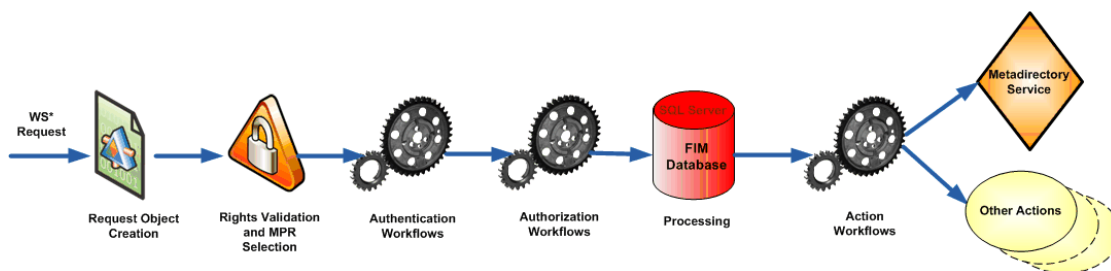 WS*
Request
Request Object
Creation
Rights Validation
and MPR
Selection
Authentication
Workflows
Authorization
Workflows
SQL Server
FIM
Database
Processing
Action
Workflows
Metadirectory
Service
Other Actions